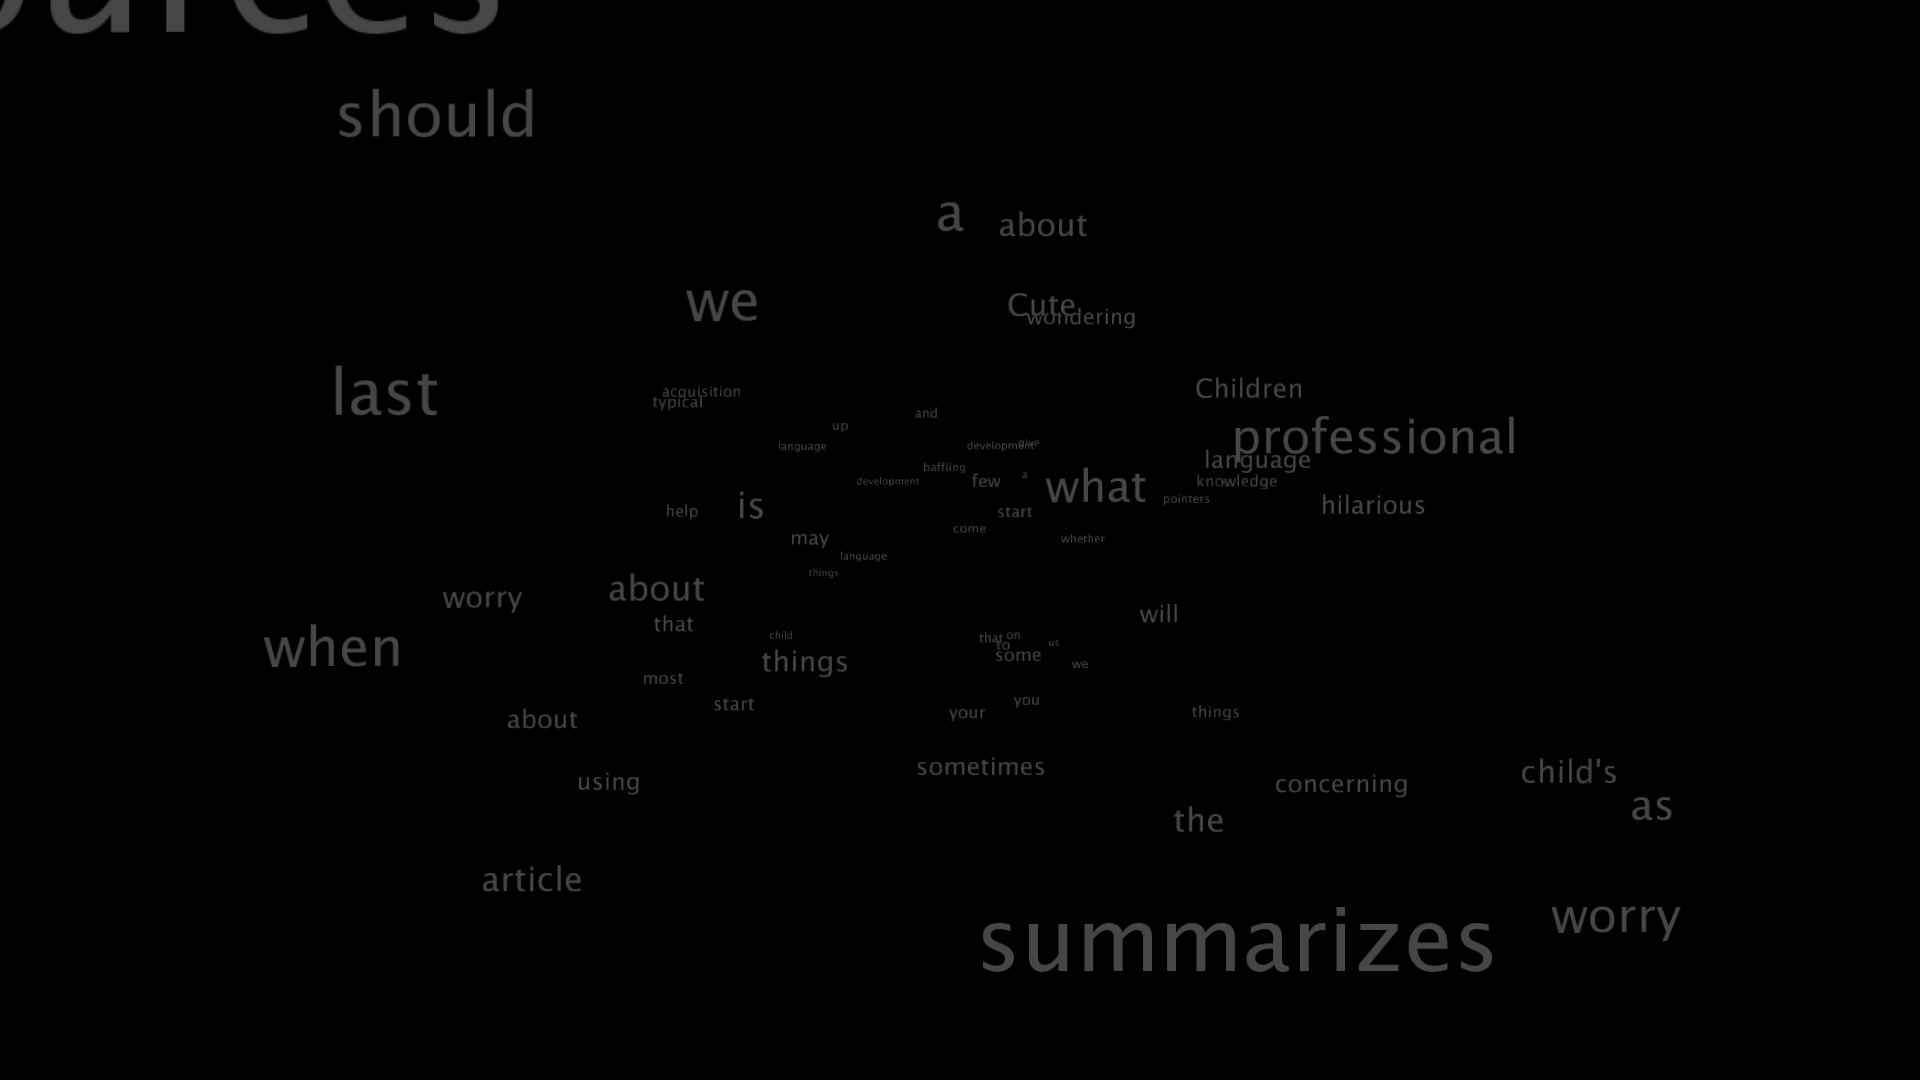 should
a
about
we
Cute
wondering
last
acquisition
typical
Children
and
up
professional
language
development
give
language
baffling
a
few
development
what
knowledge
pointers
is
hilarious
help
start
come
may
whether
language
things
about
worry
will
that
child
that
on
to
us
when
things
some
we
most
start
you
your
things
about
sometimes
child's
using
concerning
as
the
article
worry
summarizes